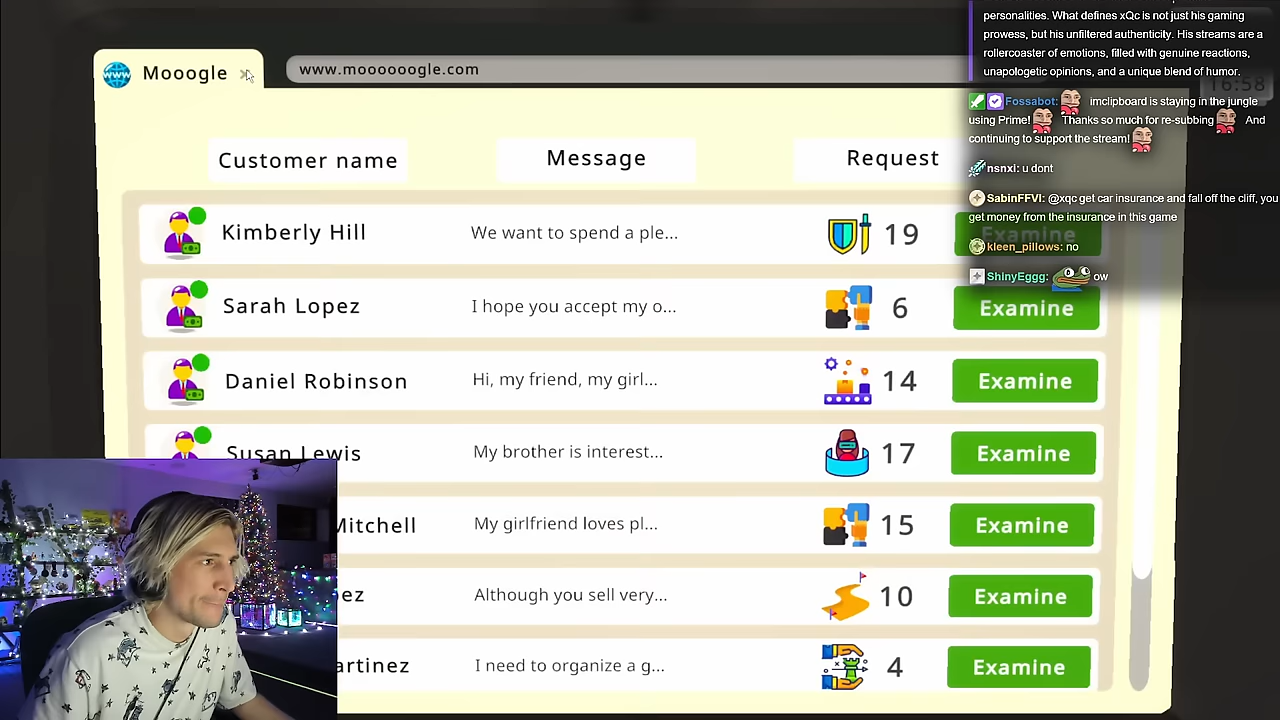 Mooogle
www.moooooogle.com
Customer name
Message
Request
Kimberly Hill
We want to spend a ple...
19
Examine
Sarah Lopez
I hope you accept my o...
6
Examine
Daniel Robinson
Hi, my friend, my girl...
14
Examine
Susan Lewis
My brother is interest...
17
Examine
Mitchell
My girlfriend loves pl...
15
Examine
ez
Although you sell very...
10
Examine
artinez
I need to organize a g...
4
Examine
16:58
personalities. What defines xQc is not just his gaming
prowess, but his unfiltered authenticity. His streams are a
rollercoaster of emotions, filled with genuine reactions,
unapologetic opinions, and a unique blend of humor.
Fossabot: imclipboard is staying in the jungle
using Prime! Thanks so much for re-subbing And
continuing to support the stream!
nsnxi: u dont
SabinFFVI: @xqc get car insurance and fall off the cliff, you
get money from the insurance in this game
kleen_pillows: no
ShinyEggg: ow